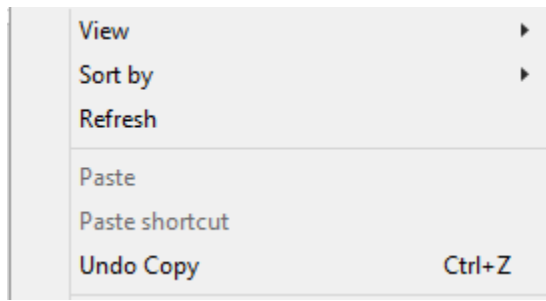 View
Sort by
Refresh
Paste
Paste shortcut
Undo Copy Ctrl+Z